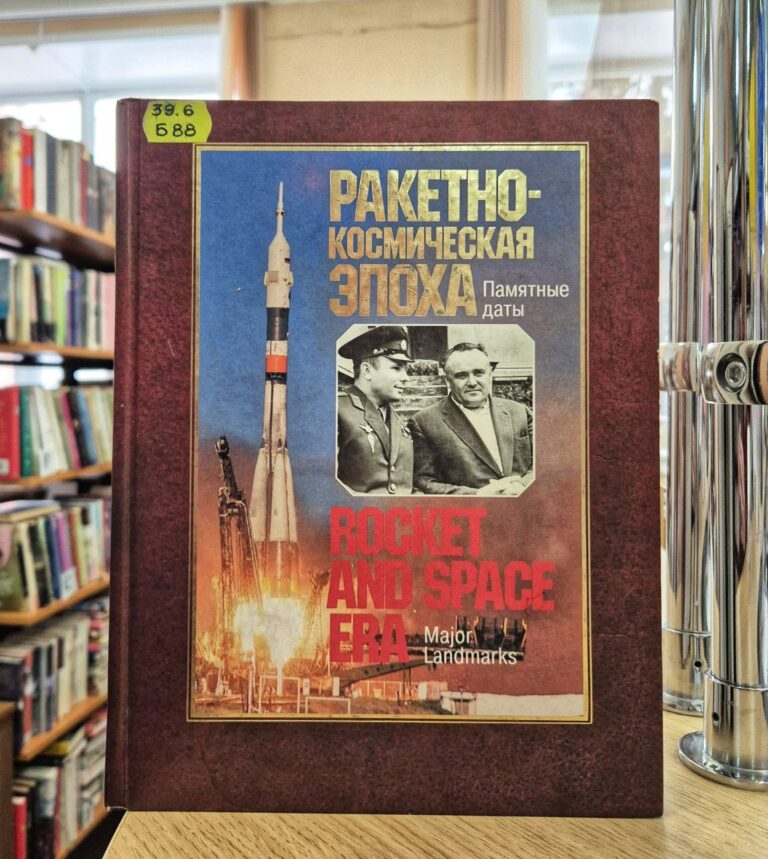 39.6
Б88
РАКЕТНО-
КОСМИЧЕСКАЯ
ЭПОХА
Памятные
даты
ROCKET
AND SPACE
ERA
Major
Landmarks